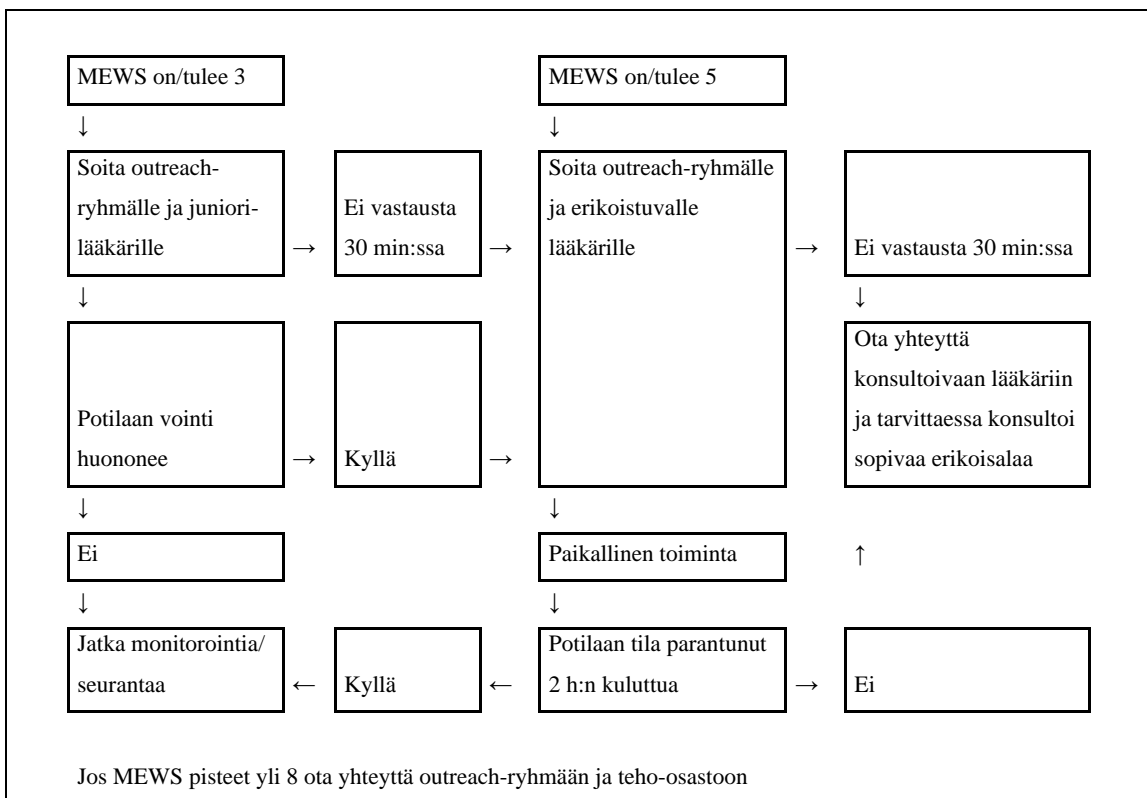 MEWS on/tulee 3
MEWS on/tulee 5
↓
↓
Soita outreach-
ryhmälle ja juniori-
lääkärille
→
Ei vastausta
30 min:ssa
→
Soita outreach-ryhmälle
ja erikoistuvalle
lääkärille
→
Ei vastausta 30 min:ssa
↓
↓
Potilaan vointi
huononee
→
Kyllä
→
Ota yhteyttä
konsultoivaan lääkäriin
ja tarvittaessa konsultoi
sopivaa erikoisalaa
↓
↓
Ei
Paikallinen toiminta
↑
↓
↓
Jatka monitorointia/
seurantaa
←
Kyllä
←
Potilaan tila parantunut
2 h:n kuluttua
→
Ei
Jos MEWS pisteet yli 8 ota yhteyttä outreach-ryhmään ja teho-osastoon